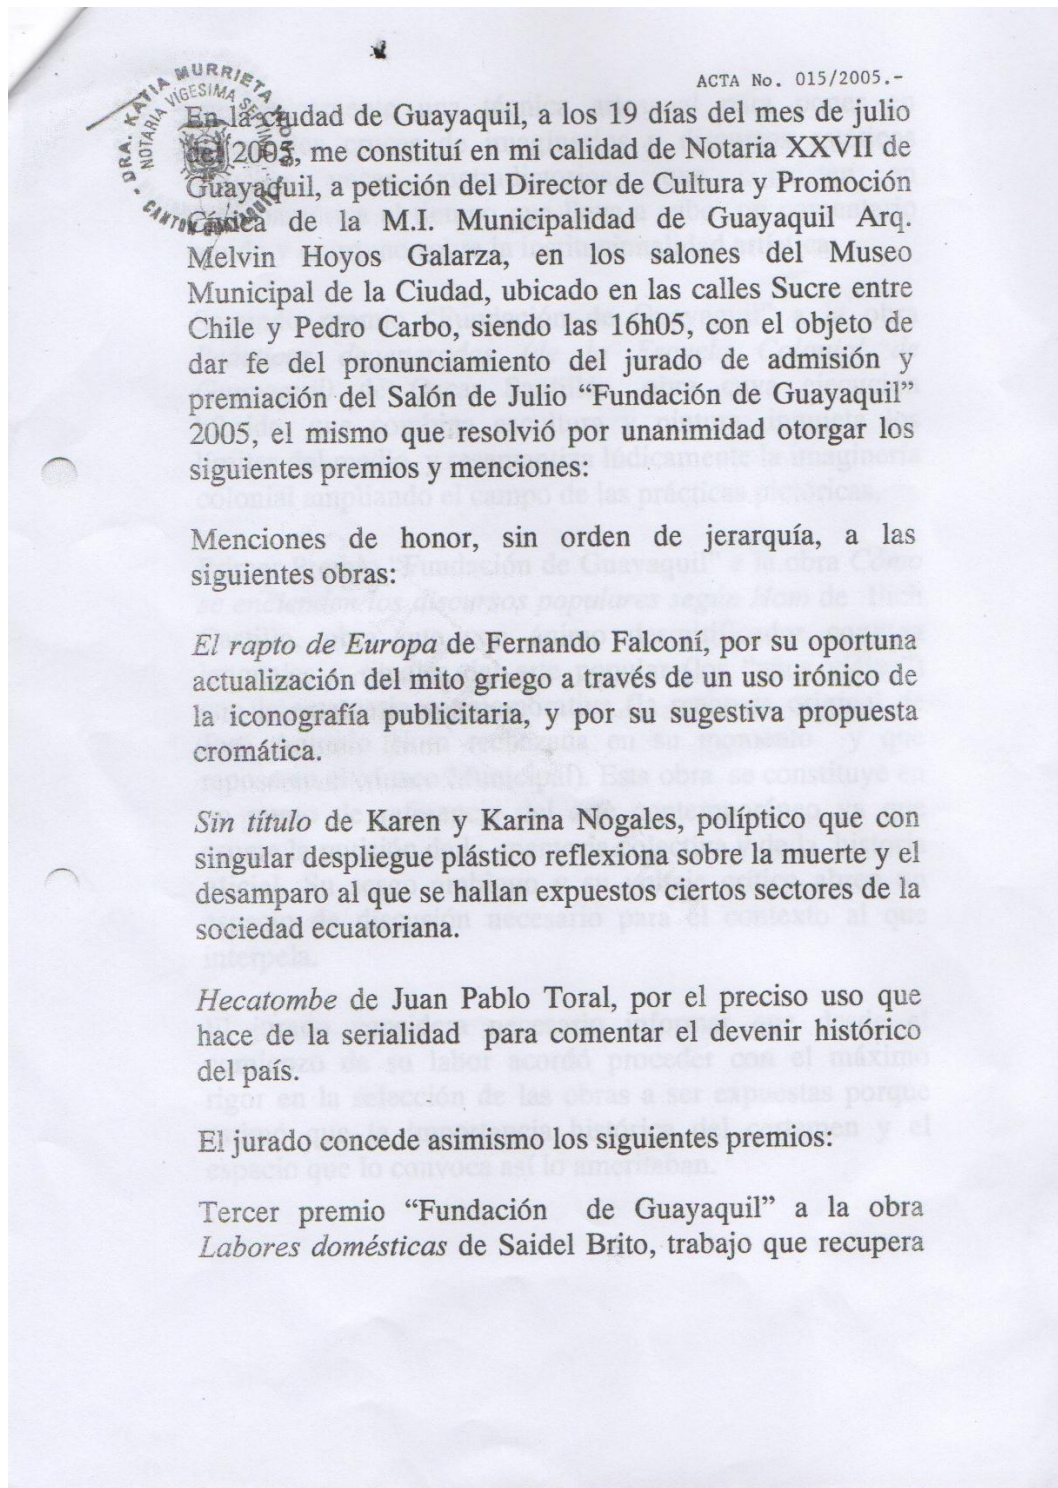 ACTA No. 015/2005.-
DRA. KATIA MURRIETA
NOTARIA VIGESIMA SEPTIMA
CANTON GUAYAQUIL
En la ciudad de Guayaquil, a los 19 días del mes de julio
del 2005, me constituí en mi calidad de Notaria XXVII de
Guayaquil, a petición del Director de Cultura y Promoción
Cívica de la M.I. Municipalidad de Guayaquil Arq.
Melvin Hoyos Galarza, en los salones del Museo
Municipal de la Ciudad, ubicado en las calles Sucre entre
Chile y Pedro Carbo, siendo las 16h05, con el objeto de
dar fe del pronunciamiento del jurado de admisión y
premiación del Salón de Julio “Fundación de Guayaquil”
2005, el mismo que resolvió por unanimidad otorgar los
siguientes premios y menciones:
Menciones de honor, sin orden de jerarquía, a las
siguientes obras:
El rapto de Europa de Fernando Falconí, por su oportuna
actualización del mito griego a través de un uso irónico de
la iconografía publicitaria, y por su sugestiva propuesta
cromática.
Sin título de Karen y Karina Nogales, políptico que con
singular despliegue plástico reflexiona sobre la muerte y el
desamparo al que se hallan expuestos ciertos sectores de la
sociedad ecuatoriana.
Hecatombe de Juan Pablo Toral, por el preciso uso que
hace de la serialidad para comentar el devenir histórico
del país.
El jurado concede asimismo los siguientes premios:
Tercer premio “Fundación de Guayaquil” a la obra
Labores domésticas de Saidel Brito, trabajo que recupera